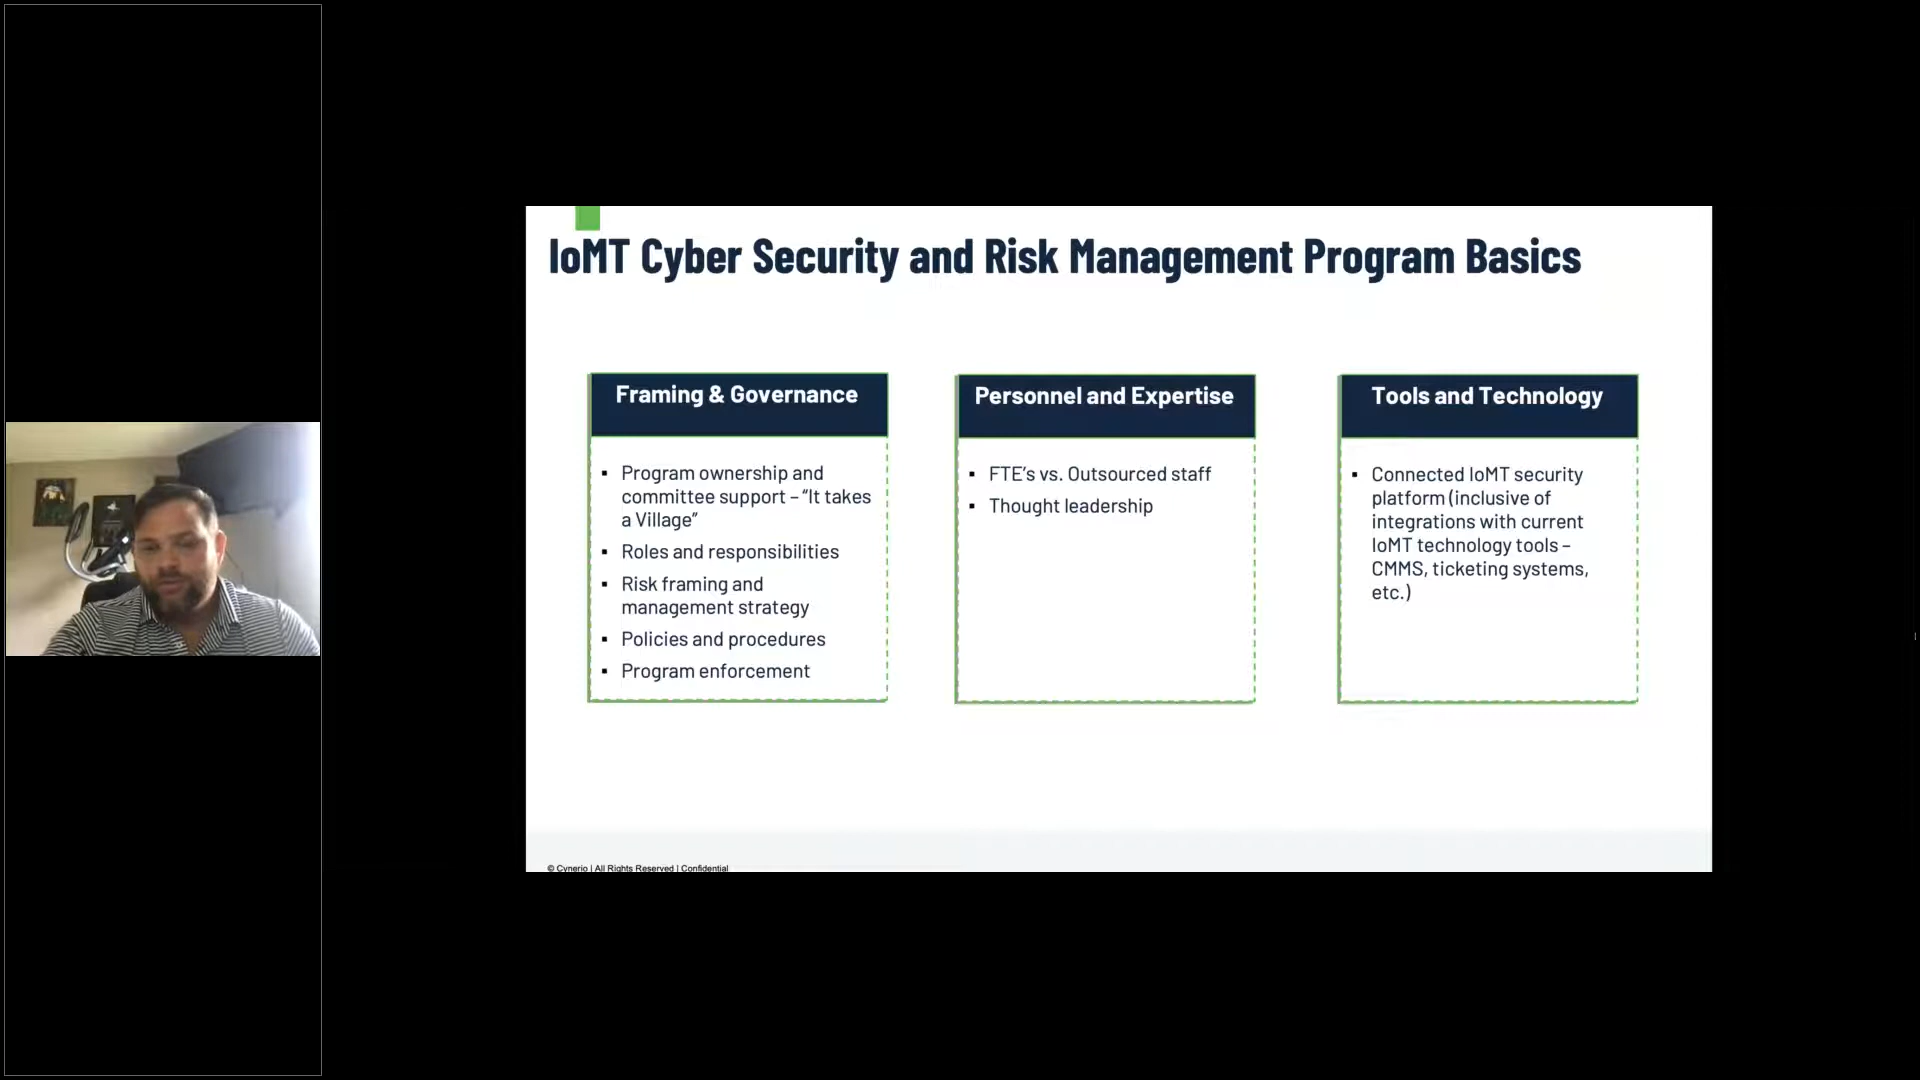 IoMT Cyber Security and Risk Management Program Basics
Framing & Governance
▪ Program ownership and
committee support – “It takes
a Village”
▪ Roles and responsibilities
▪ Risk framing and
management strategy
▪ Policies and procedures
▪ Program enforcement
Personnel and Expertise
▪ FTE’s vs. Outsourced staff
▪ Thought leadership
Tools and Technology
▪ Connected IoMT security
platform (inclusive of
integrations with current
IoMT technology tools –
CMMS, ticketing systems,
etc.)
© Cynerio | All Rights Reserved | Confidential